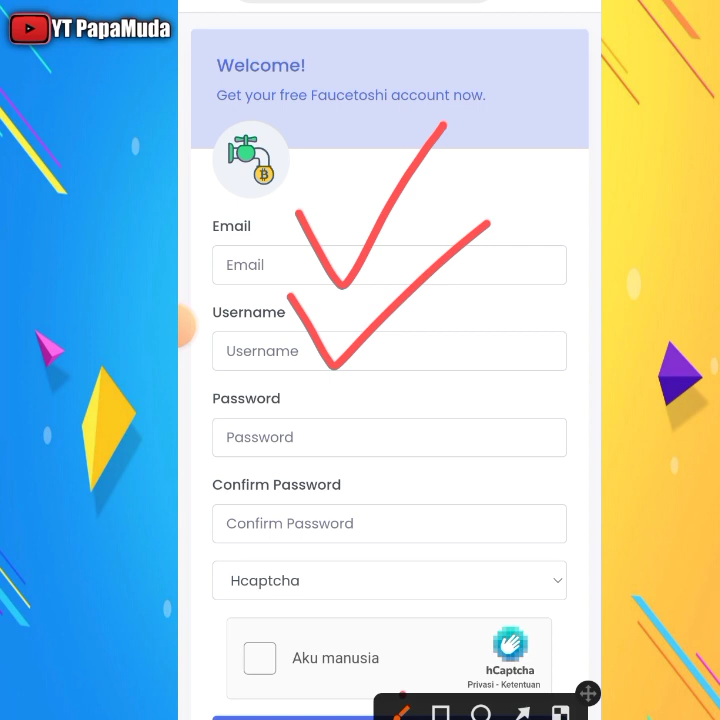 YT PapaMuda
Welcome!
Get your free Faucetoshi account now.
Email
Email
Username
Username
Password
Password
Confirm Password
Confirm Password
Hcaptcha
Aku manusia
hCaptcha
Privasi - Ketentuan